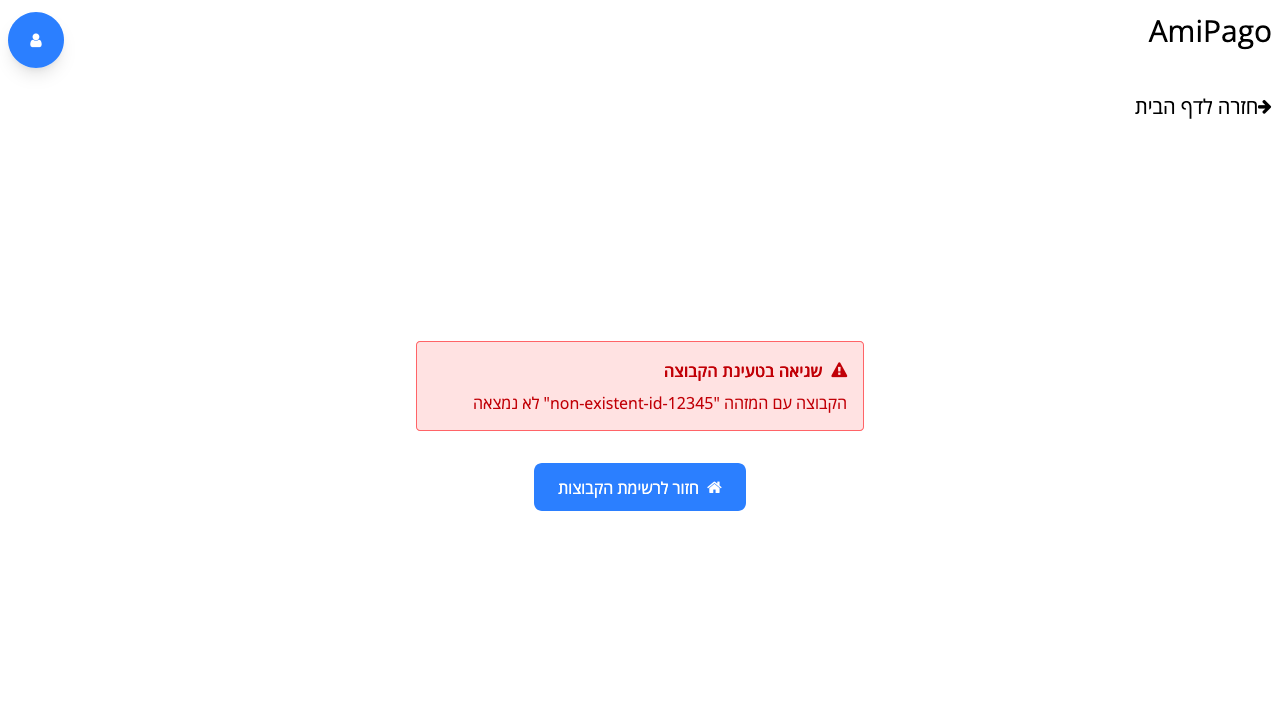 AmiPago
חזרה לדף הבית
שגיאה בטעינת הקבוצה
הקבוצה עם המזהה "non-existent-id-12345" לא נמצאה
חזור לרשימת הקבוצות